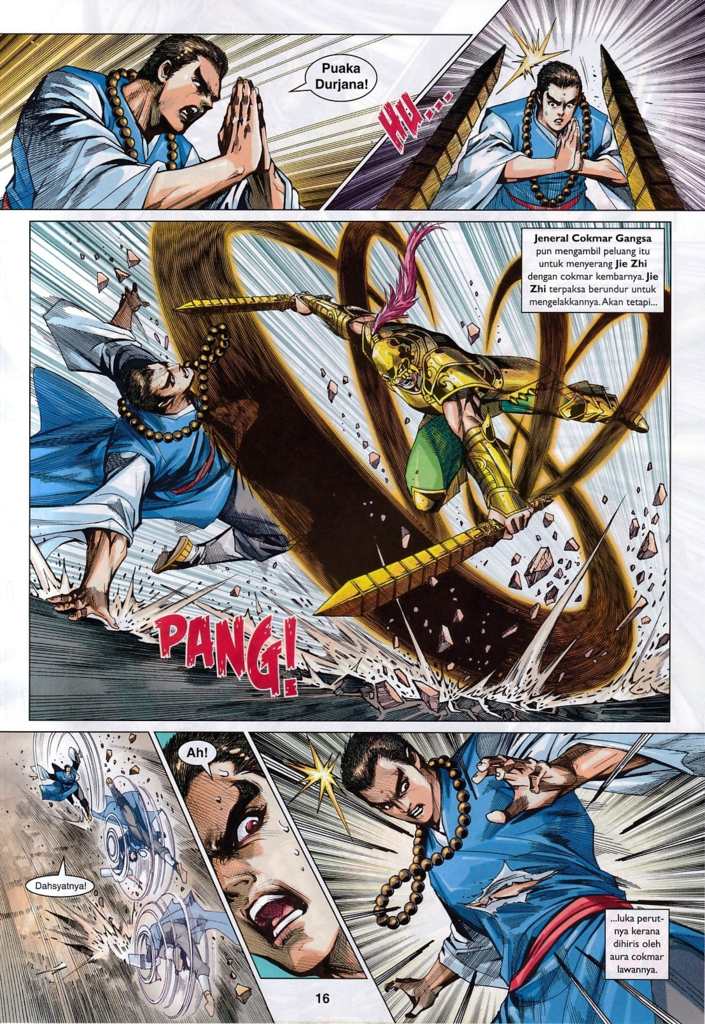 Puaka
Durjana!
HU...
Jeneral Cokmar Gangsa
pun mengambil peluang itu
untuk menyerang Jie Zhi
dengan cokmar kembarnya. Jie
Zhi terpaksa berundur untuk
mengelakkannya. Akan tetapi...
PANG!
Dahsyatnya!
Ah!
...luka perut-
nya kerana
dihiris oleh
aura cokmar
lawannya.
16